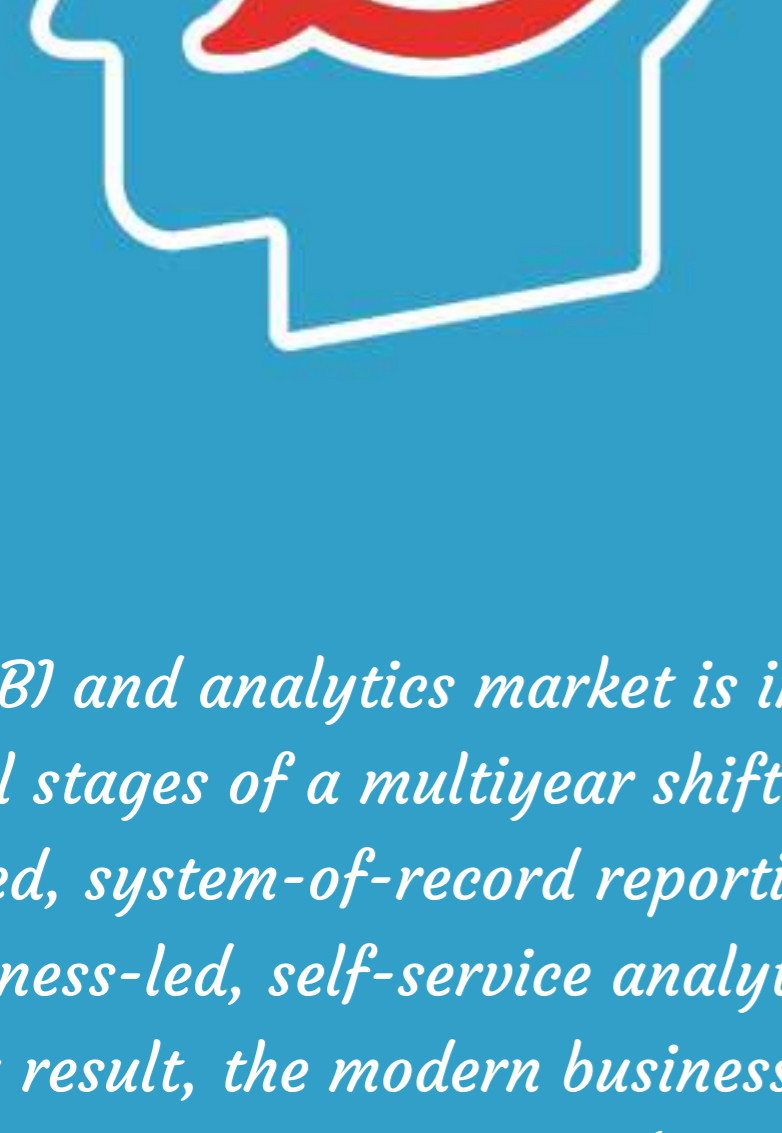 B) and analytics market is i
l stages of a multiyear shift
ed, system-of-record reporti
ness-led, self-service analy
result, the modern business